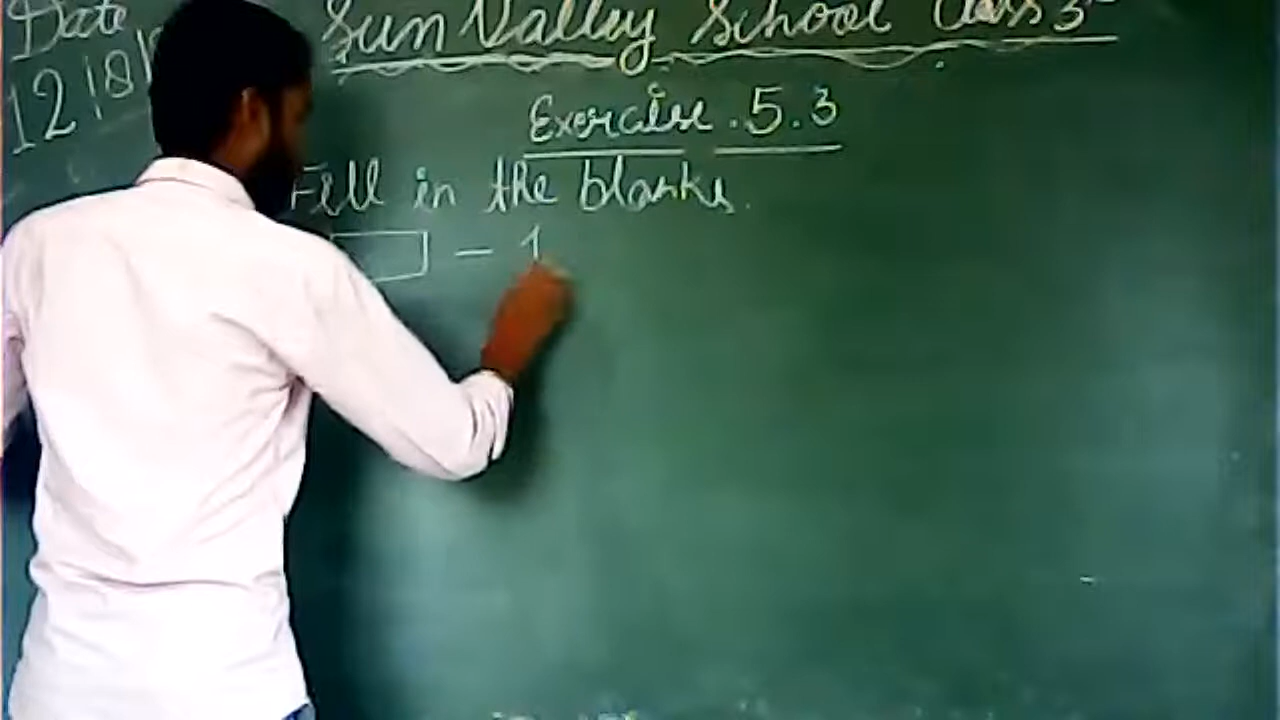 Date
Sun Valley School Class 3
12/8/
Exercise. 5.3
Fill in the blanks.
- 1